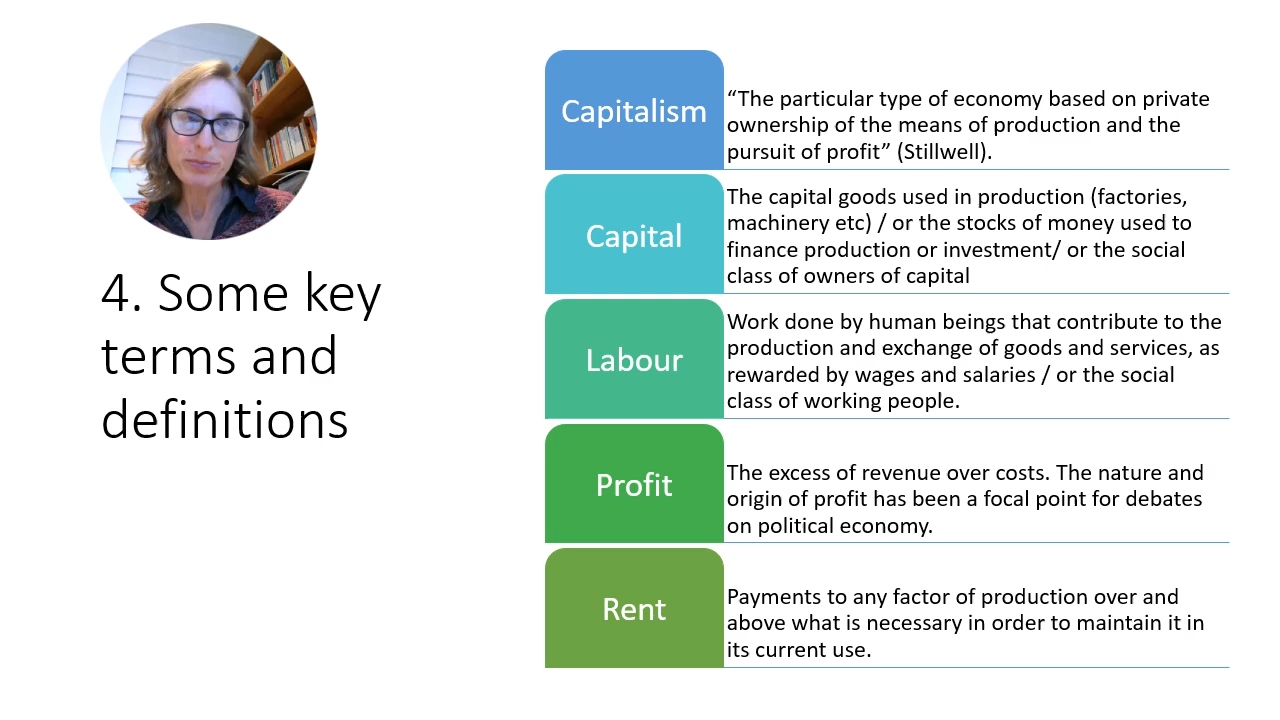 4. Some key
terms and
definitions
Capitalism
“The particular type of economy based on private
ownership of the means of production and the
pursuit of profit” (Stillwell).
Capital
The capital goods used in production (factories,
machinery etc) / or the stocks of money used to
finance production or investment/ or the social
class of owners of capital
Labour
Work done by human beings that contribute to the
production and exchange of goods and services, as
rewarded by wages and salaries / or the social
class of working people.
Profit
The excess of revenue over costs. The nature and
origin of profit has been a focal point for debates
on political economy.
Rent
Payments to any factor of production over and
above what is necessary in order to maintain it in
its current use.